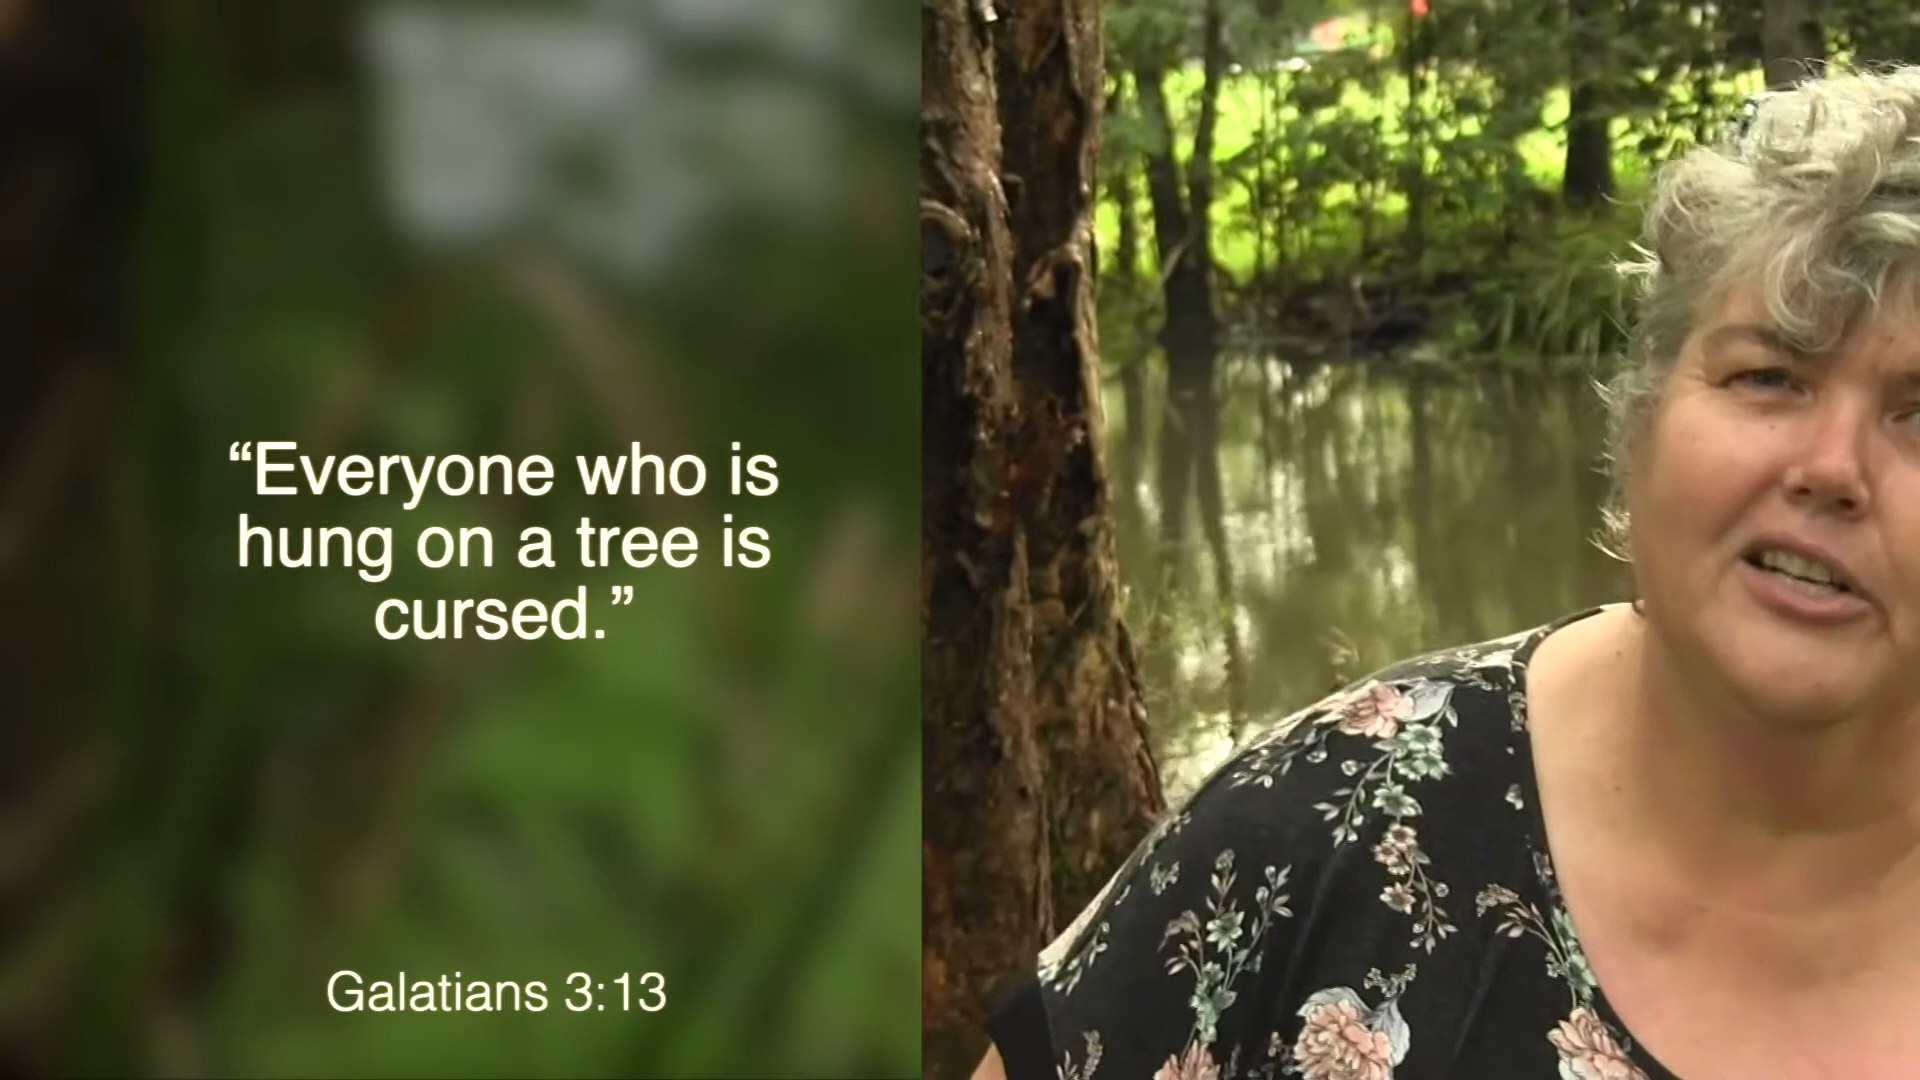 “Everyone who is
hung on a tree is
cursed.”
Galatians 3:13